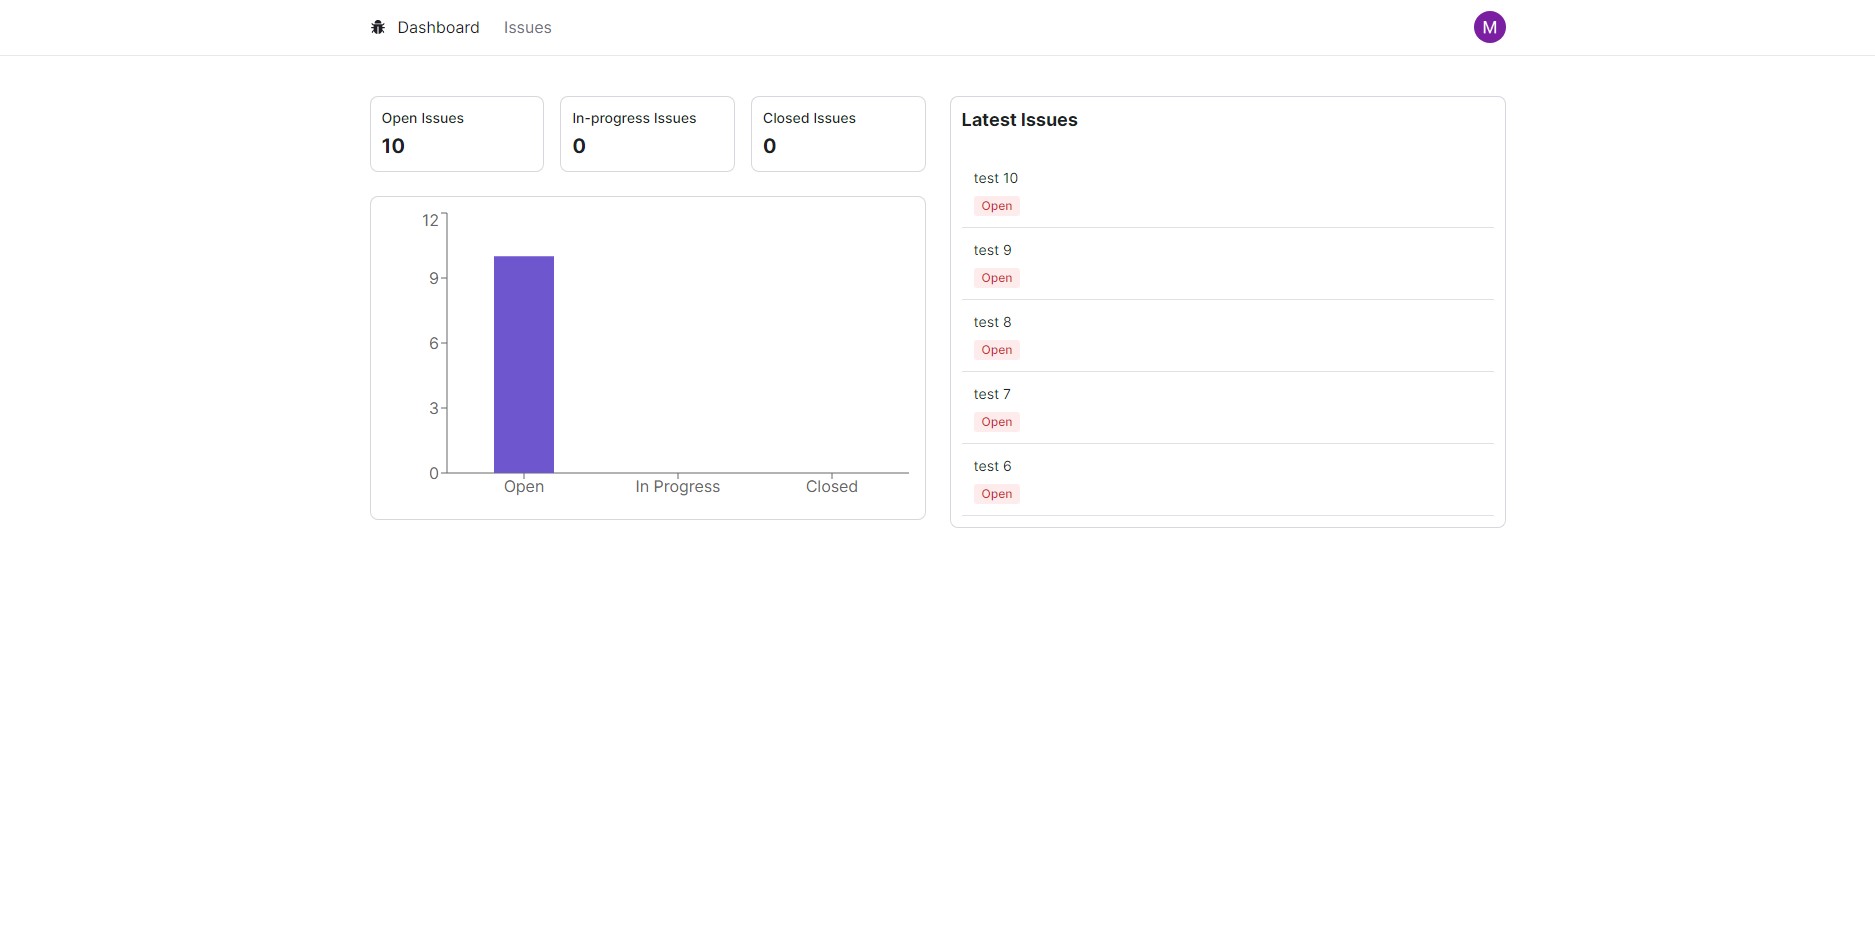 Dashboard Issues M
Open Issues
10
In-progress Issues
0
Closed Issues
0
12
9
6
3
0
Open In Progress Closed
Latest Issues
test 10
Open
test 9
Open
test 8
Open
test 7
Open
test 6
Open